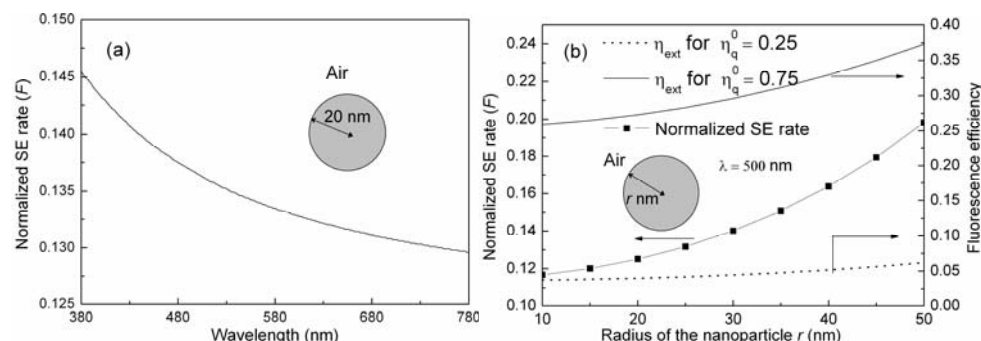 (a)
Air
20 nm
Normalized SE rate (F)
0.150
0.145
0.140
0.135
0.130
0.125
380 480 580 680 780
Wavelength (nm)
(b)
η_ext for η_q^0 = 0.25
η_ext for η_q^0 = 0.75
Normalized SE rate
Air
r nm
λ = 500 nm
Normalized SE rate (F)
0.24
0.22
0.20
0.18
0.16
0.14
0.12
0.10
0.40
0.35
0.30
0.25
0.20
0.15
0.10
0.05
0.00
Fluorescence efficiency
10 20 30 40 50
Radius of the nanoparticle r (nm)